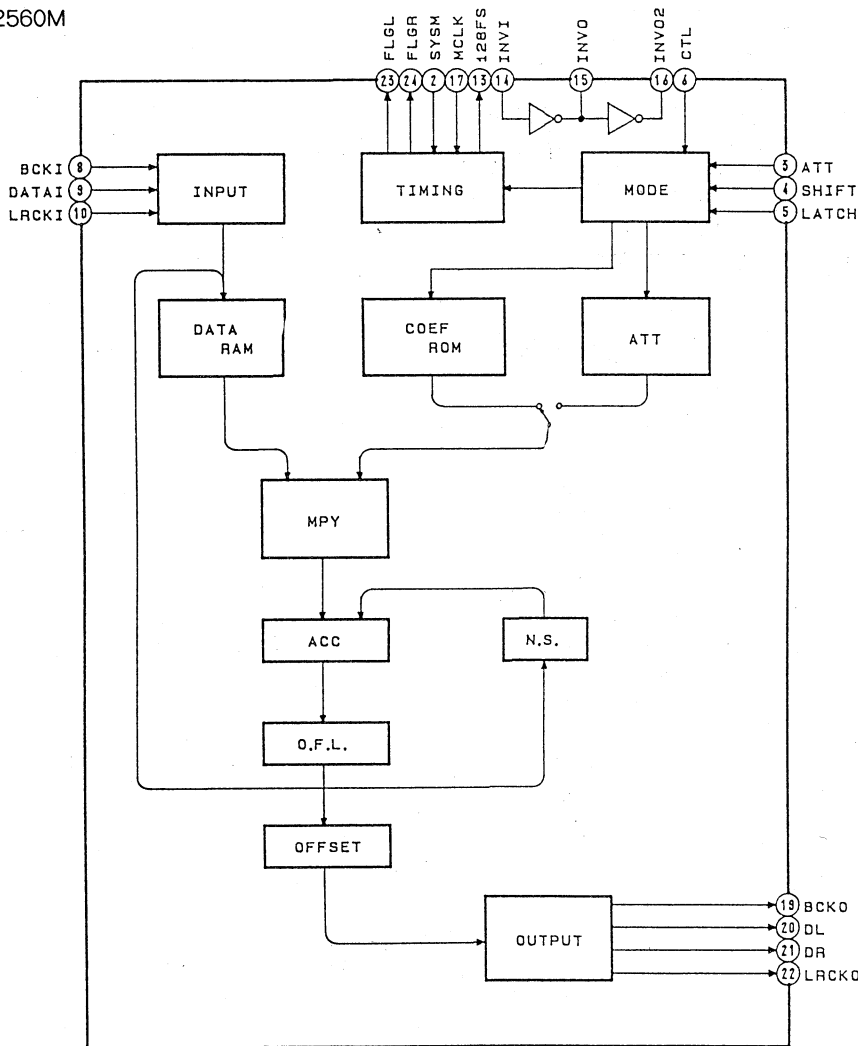 2560M
FLGL
FLGR
SYSM
MCLK
128FS
INVI
INVO
INVO2
CTL
23
24
2
17
13
14
15
16
6
BCKI 8
DATAI 9
LRCKI 10
INPUT
TIMING
MODE
3 ATT
4 SHIFT
5 LATCH
DATA
RAM
COEF
ROM
ATT
MPY
ACC
N.S.
O.F.L.
OFFSET
OUTPUT
19 BCKO
20 DL
21 DR
22 LRCKO